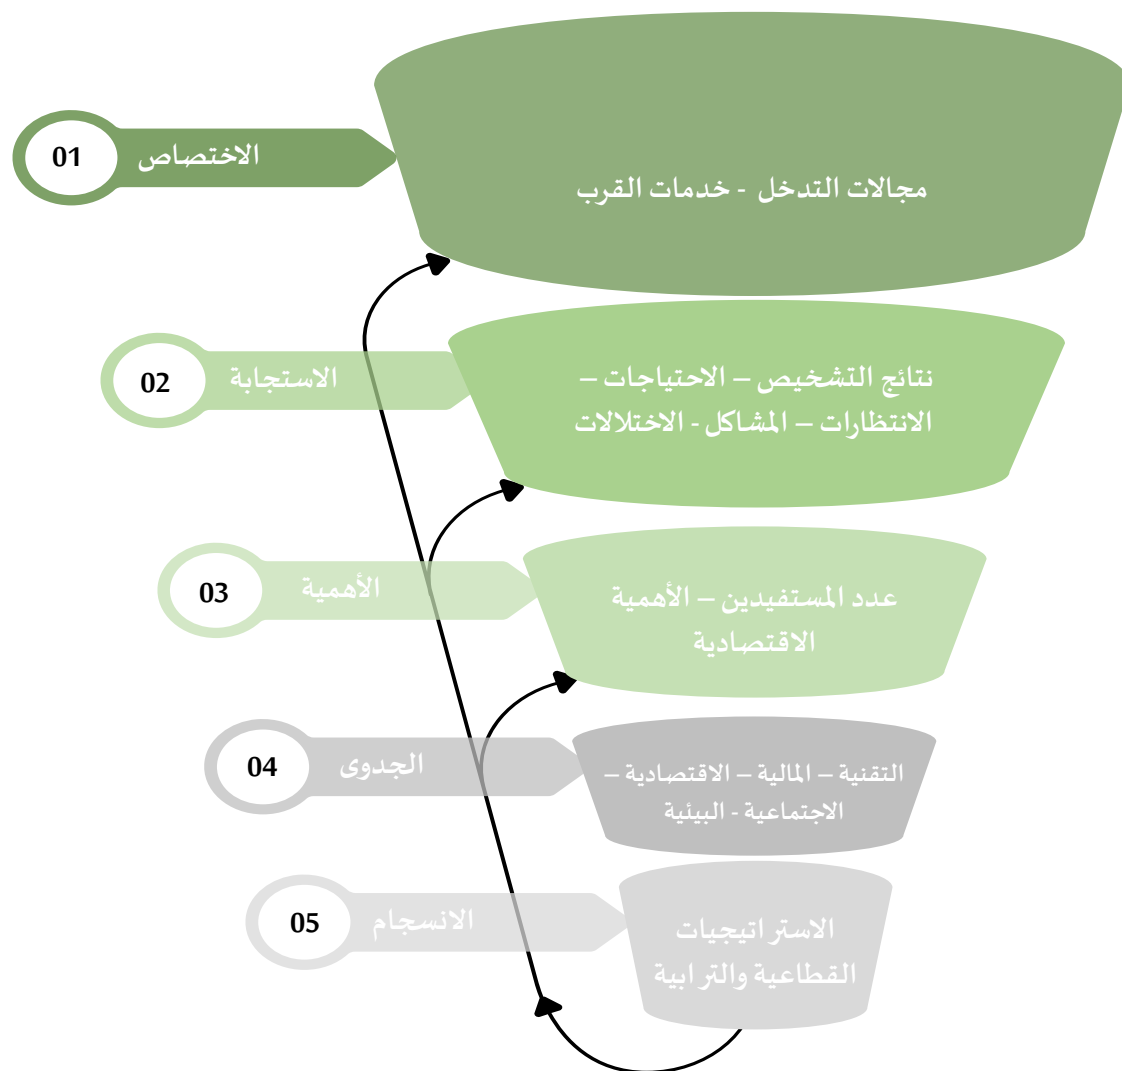 01
الاختصاص
مجالات التدخل - خدمات القرب
02
الاستجابة
نتائج التشخيص – الاحتياجات –
الانتظارات – المشاكل - الاختلالات
03
الأهمية
عدد المستفيدين – الأهمية
الاقتصادية
04
الجدوى
التقنية – المالية – الاقتصادية –
الاجتماعية - البيئية
05
الانسجام
الاستراتيجيات
القطاعية والترابية